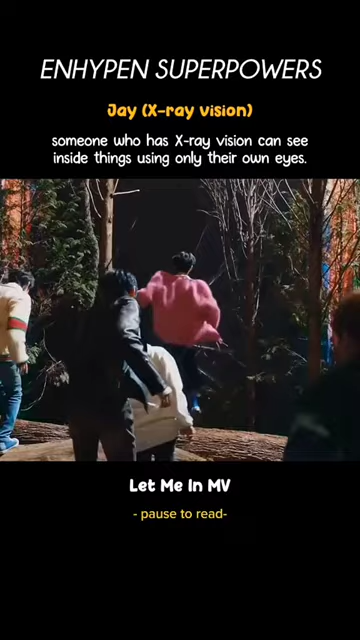 ENHYPEN SUPERPOWERS
Jay (X-ray vision)
someone who has X-ray vision can see
inside things using only their own eyes.
Let Me In MV
- pause to read-